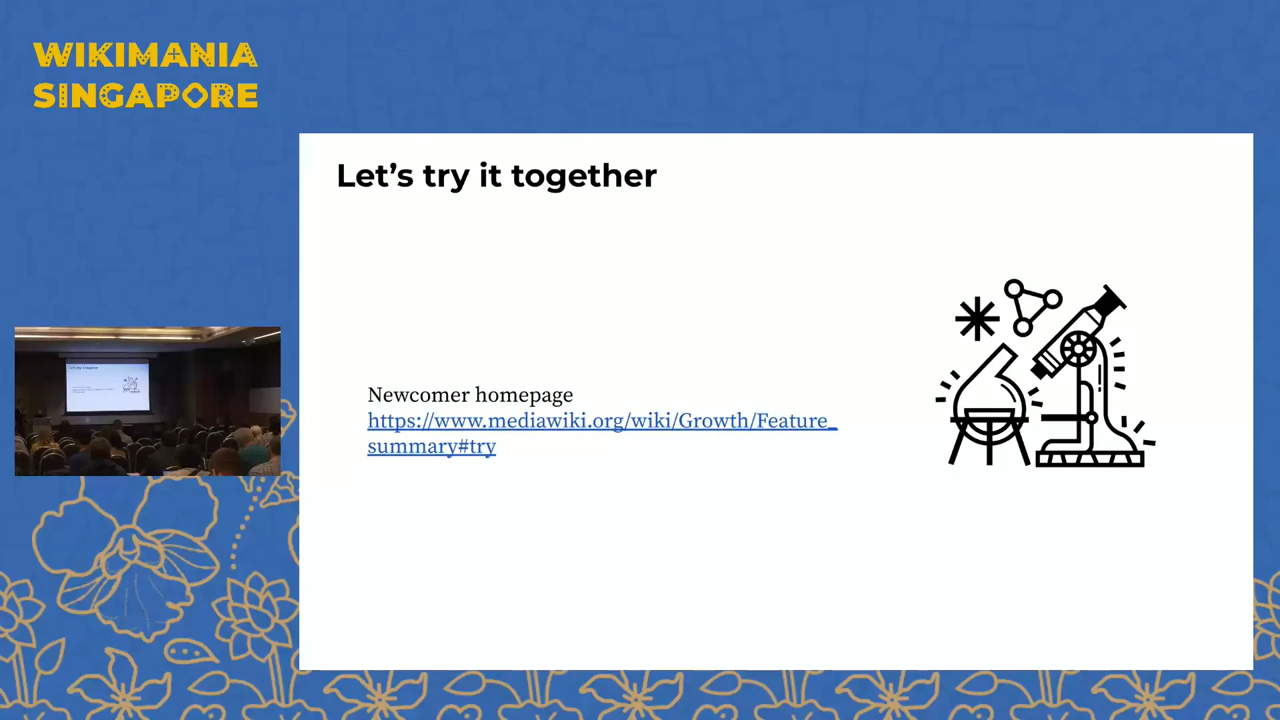 WIKIMANIA
SINGAPORE
Let's try it together
Newcomer homepage
https://www.mediawiki.org/wiki/Growth/Feature_
summary#try